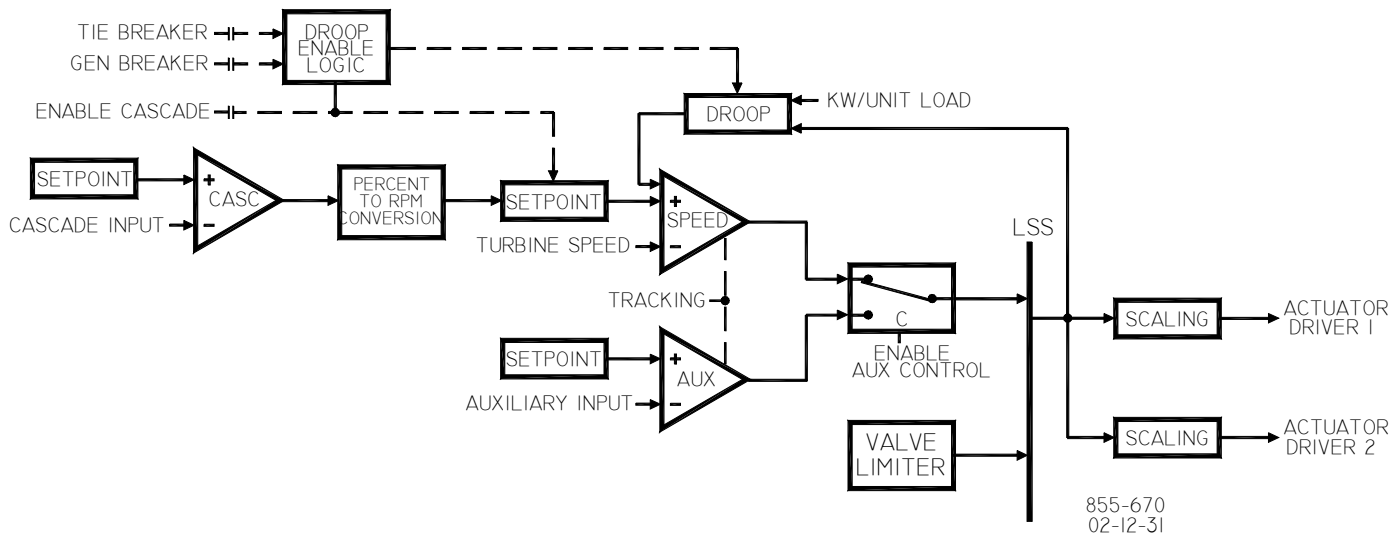 TIE BREAKER
GEN BREAKER
DROOP
ENABLE
LOGIC
ENABLE CASCADE
DROOP
KW/UNIT LOAD
SETPOINT
CASCADE INPUT
+
CASC
-
PERCENT
TO RPM
CONVERSION
SETPOINT
TURBINE SPEED
+
SPEED
-
TRACKING
SETPOINT
AUXILIARY INPUT
+
AUX
-
C
ENABLE
AUX CONTROL
VALVE
LIMITER
LSS
SCALING
ACTUATOR
DRIVER 1
SCALING
ACTUATOR
DRIVER 2
855-670
02-12-31